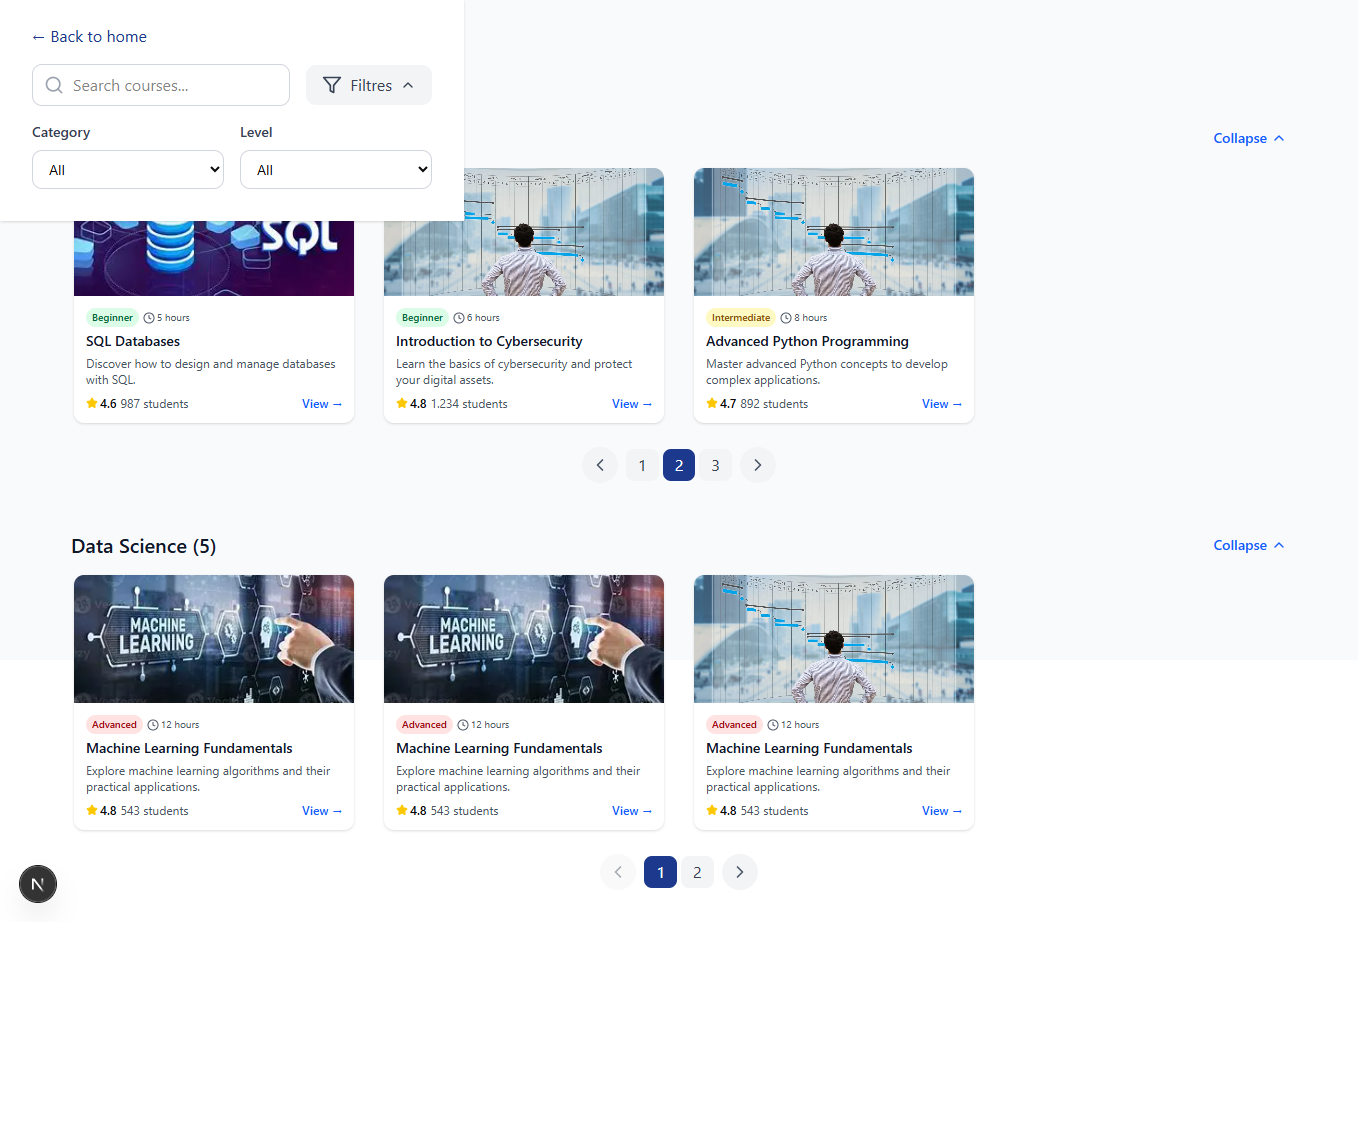 ← Back to home
Search courses...
Filtres
Category
Level
All
All
Collapse
SQL
Beginner 5 hours
SQL Databases
Discover how to design and manage databases
with SQL.
4.6 987 students View →
Beginner 6 hours
Introduction to Cybersecurity
Learn the basics of cybersecurity and protect
your digital assets.
4.8 1.234 students View →
Intermediate 8 hours
Advanced Python Programming
Master advanced Python concepts to develop
complex applications.
4.7 892 students View →
1 2 3
Data Science (5)
Collapse
MACHINE
LEARNING
Advanced 12 hours
Machine Learning Fundamentals
Explore machine learning algorithms and their
practical applications.
4.8 543 students View →
MACHINE
LEARNING
Advanced 12 hours
Machine Learning Fundamentals
Explore machine learning algorithms and their
practical applications.
4.8 543 students View →
Advanced 12 hours
Machine Learning Fundamentals
Explore machine learning algorithms and their
practical applications.
4.8 543 students View →
N
1 2